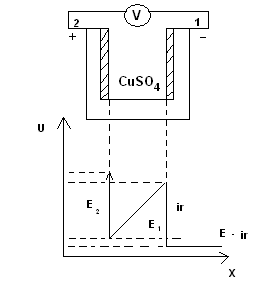 V
2 1
+ −
CuSO4
U
E2 E1 ir
E - ir
X